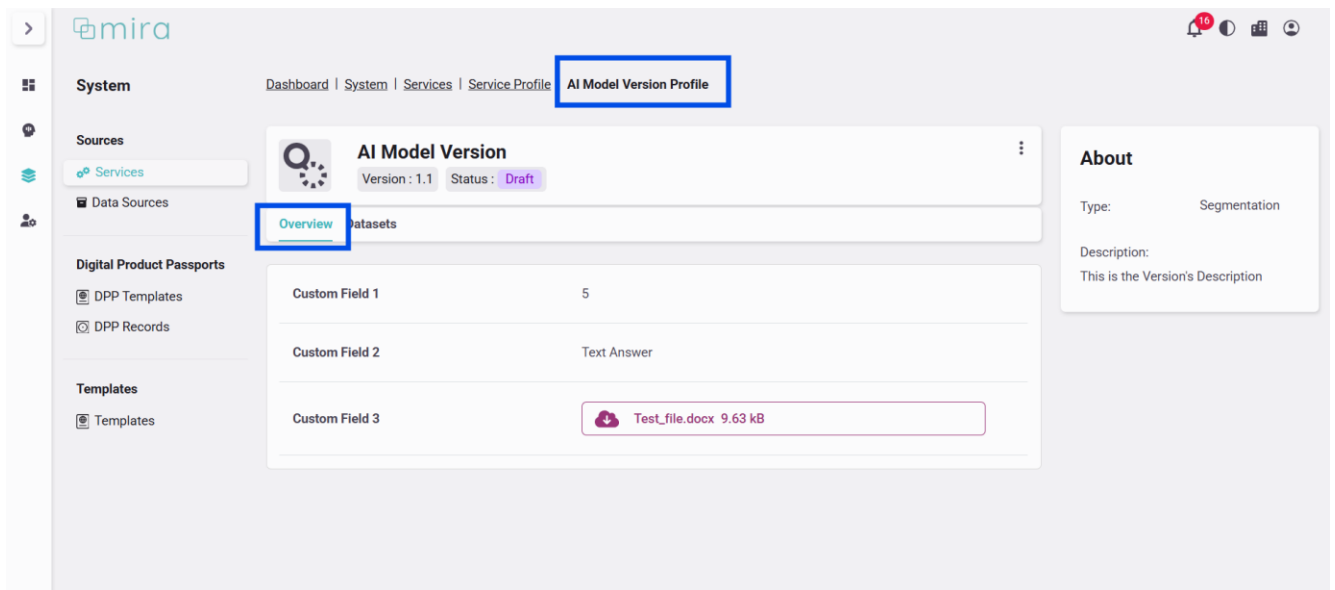 mira
16
System
Dashboard | System | Services | Service Profile
AI Model Version Profile
Sources
Services
Data Sources
Digital Product Passports
DPP Templates
DPP Records
Templates
Templates
AI Model Version
Version : 1.1 Status : Draft
Overview Datasets
Custom Field 1 5
Custom Field 2 Text Answer
Custom Field 3 Test_file.docx 9.63 kB
About
Type: Segmentation
Description:
This is the Version's Description